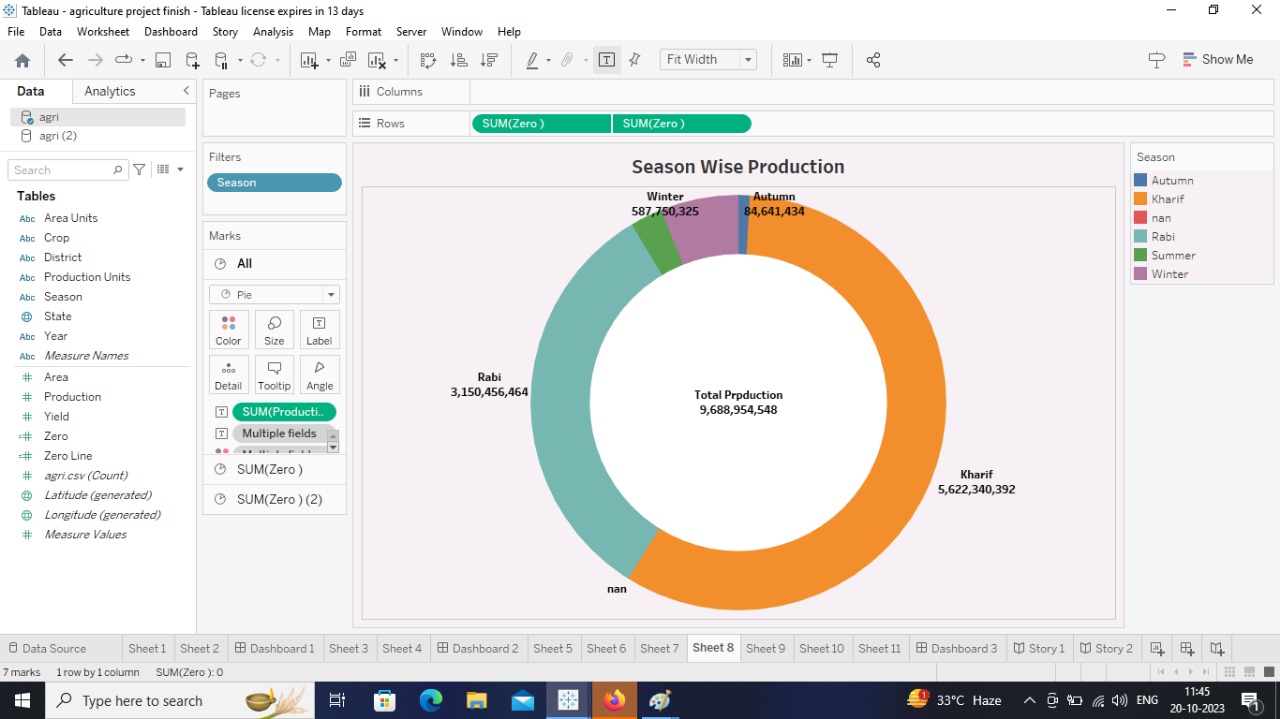 Tableau - agriculture project finish - Tableau license expires in 13 days
File Data Worksheet Dashboard Story Analysis Map Format Server Window Help
Fit Width
Show Me
Data Analytics
agri
agri (2)
Search
Tables
Abc Area Units
Abc Crop
Abc District
Abc Production Units
Abc Season
State
Abc Year
Abc Measure Names
# Area
# Production
# Yield
=# Zero
=# Zero Line
# agri.csv (Count)
Latitude (generated)
Longitude (generated)
# Measure Values
Pages
Filters
Season
Marks
All
Pie
Color Size Label
Detail Tooltip Angle
SUM(Producti..
Multiple fields
SUM(Zero )
SUM(Zero ) (2)
Columns
Rows SUM(Zero ) SUM(Zero )
Season Wise Production
Winter
587,750,325
Autumn
84,641,434
Rabi
3,150,456,464
Total Prpduction
9,688,954,548
Kharif
5,622,340,392
nan
Season
Autumn
Kharif
nan
Rabi
Summer
Winter
Data Source Sheet 1 Sheet 2 Dashboard 1 Sheet 3 Sheet 4 Dashboard 2 Sheet 5 Sheet 6 Sheet 7 Sheet 8 Sheet 9 Sheet 10 Sheet 11 Dashboard 3 Story 1 Story 2
7 marks 1 row by 1 column SUM(Zero ): 0
Type here to search
1
33°C Haze
ENG
11:45
20-10-2023
1